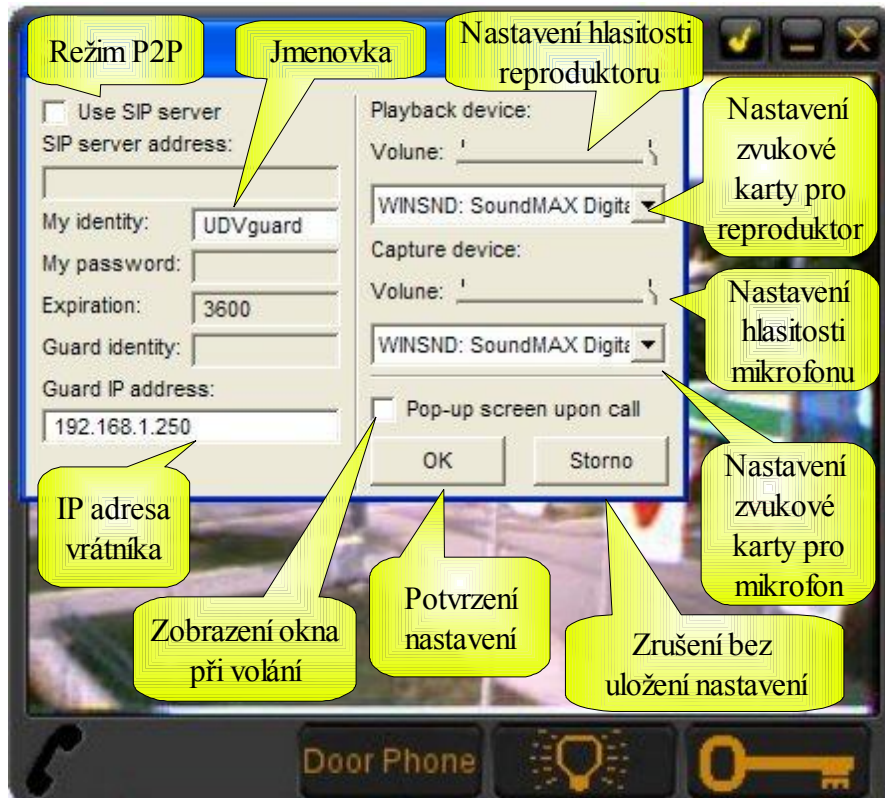 Režim P2P
Jmenovka
Nastavení hlasitosti
reproduktoru
Use SIP server
SIP server address:
My identity:
UDVguard
My password:
Expiration:
3600
Guard identity:
Guard IP address:
192.168.1.250
Playback device:
Volune:
WINSND: SoundMAX Digita
Capture device:
Volune:
WINSND: SoundMAX Digita
Pop-up screen upon call
OK
Storno
Nastavení
zvukové
karty pro
reproduktor
Nastavení
hlasitosti
mikrofonu
Nastavení
zvukové
karty pro
mikrofon
IP adresa
vrátníka
Zobrazení okna
při volání
Potvrzení
nastavení
Zrušení bez
uložení nastavení
Door Phone